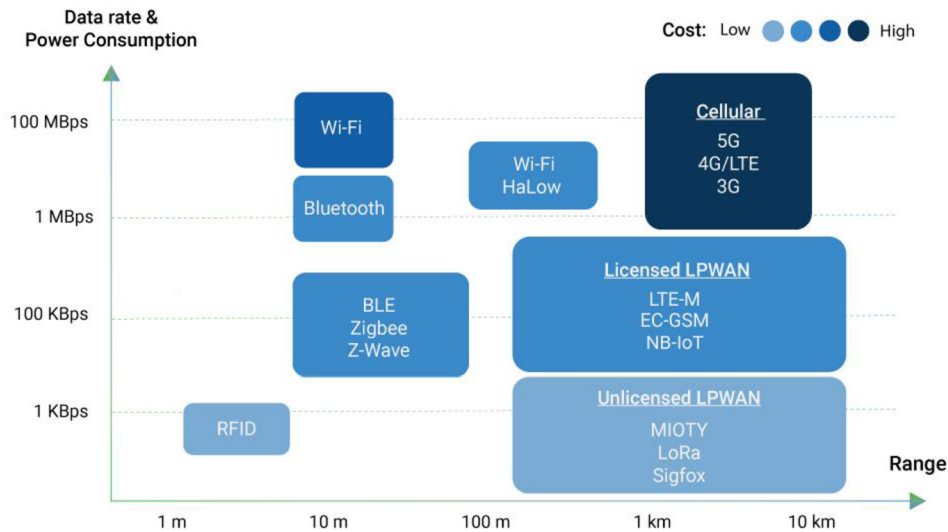 Data rate &
Power Consumption
Cost: Low High
100 MBps
1 MBps
100 KBps
1 KBps
Wi-Fi
Bluetooth
Wi-Fi
HaLow
Cellular
5G
4G/LTE
3G
BLE
Zigbee
Z-Wave
Licensed LPWAN
LTE-M
EC-GSM
NB-IoT
RFID
Unlicensed LPWAN
MIOTY
LoRa
Sigfox
Range
1 m 10 m 100 m 1 km 10 km